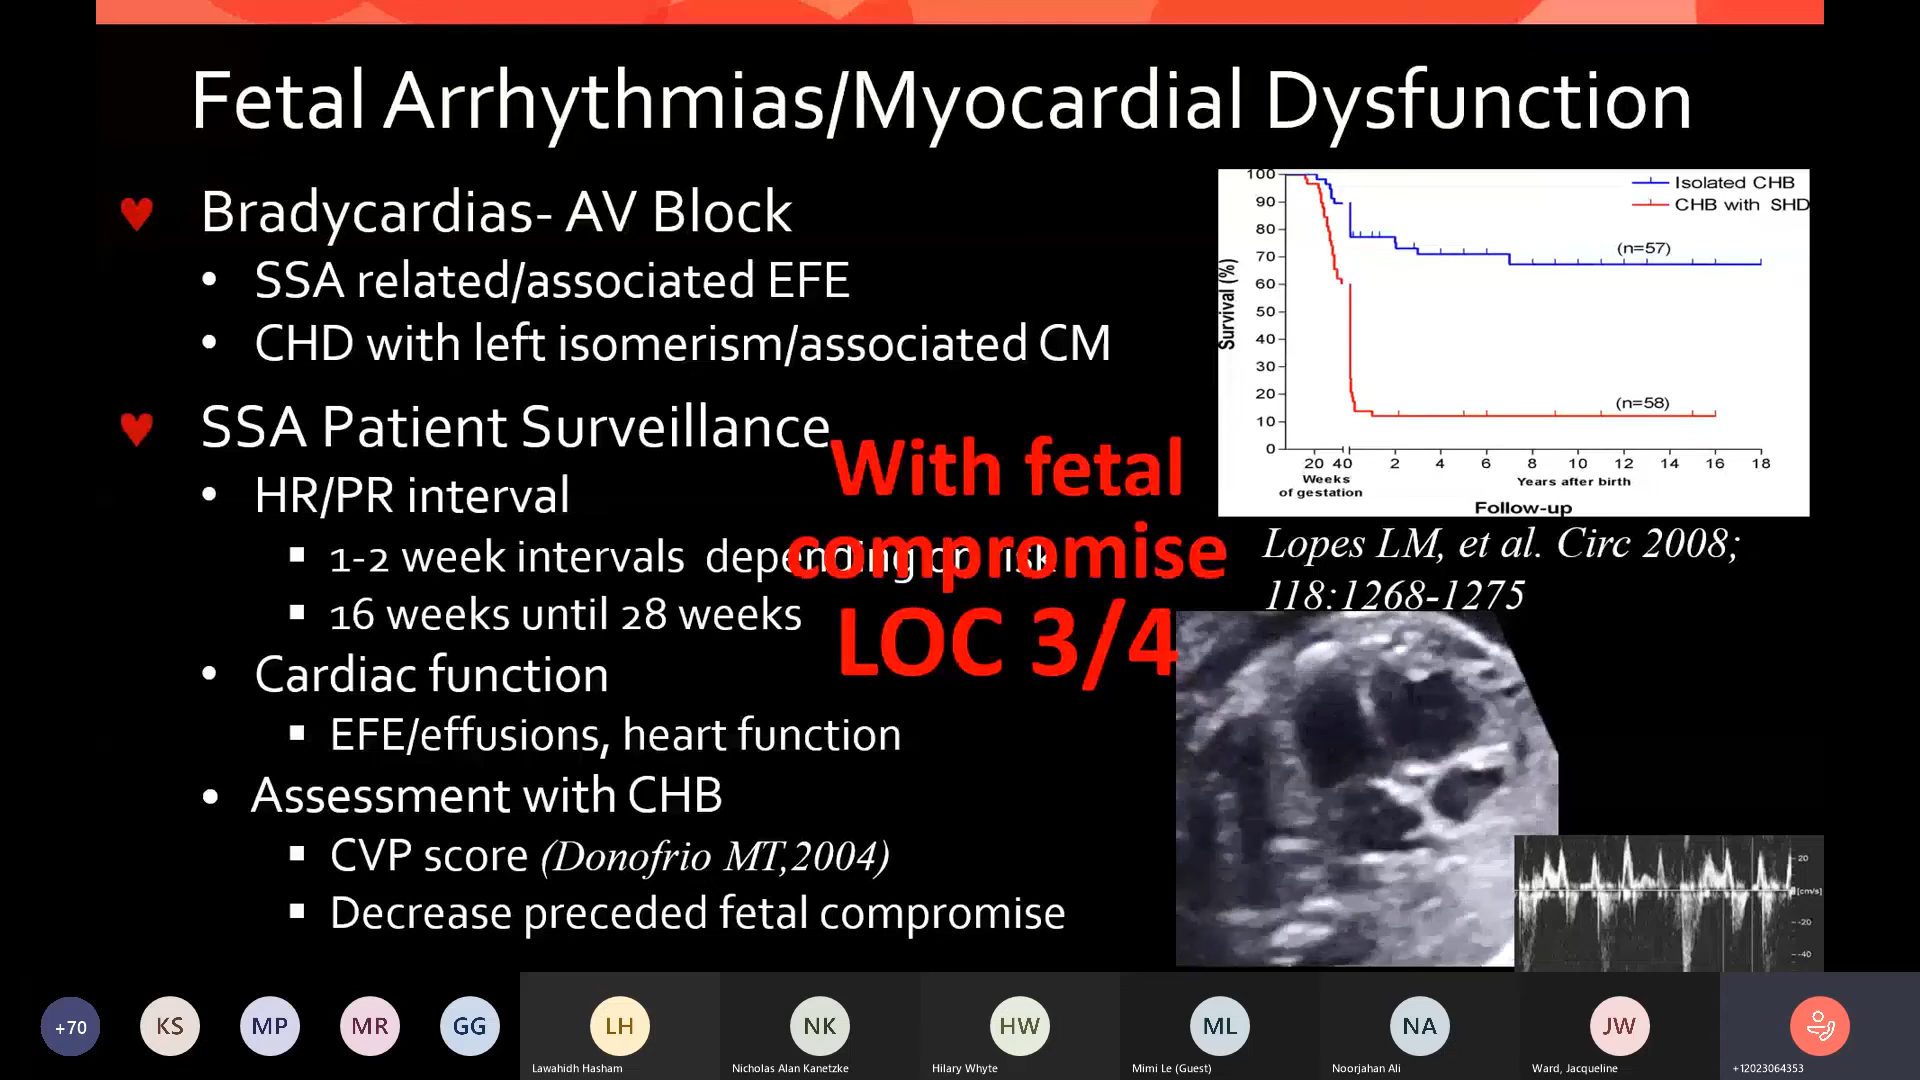 Fetal Arrhythmias/Myocardial Dysfunction
Bradycardias- AV Block
• SSA related/associated EFE
• CHD with left isomerism/associated CM
SSA Patient Surveillance
• HR/PR interval
▪ 1-2 week intervals depending on risk
▪ 16 weeks until 28 weeks
• Cardiac function
▪ EFE/effusions, heart function
• Assessment with CHB
▪ CVP score (Donofrio MT,2004)
▪ Decrease preceded fetal compromise
With fetal
compromise
LOC 3/4
Isolated CHB
CHB with SHD
(n=57)
(n=58)
Survival (%)
100
90
80
70
60
50
40
30
20
10
0
20 40 2 4 6 8 10 12 14 16 18
Weeks
of gestation
Years after birth
Follow-up
Lopes LM, et al. Circ 2008;
118:1268-1275
20
[cm/s]
-20
-40
+70 KS MP MR GG LH NK HW ML NA JW
Lawahidh Hasham Nicholas Alan Kanetzke Hilary Whyte Mimi Le (Guest) Noorjahan Ali Ward, Jacqueline +12023064353